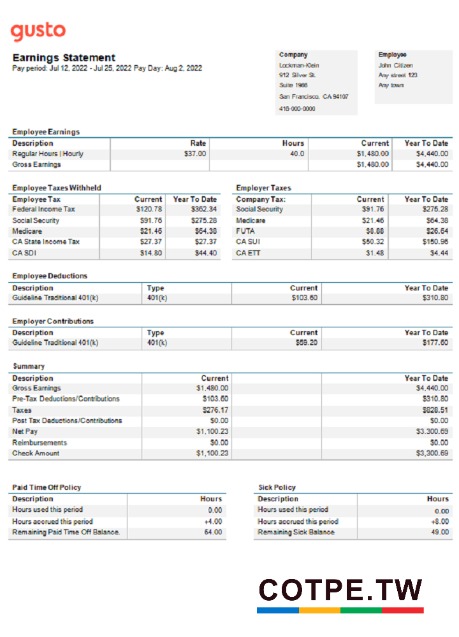 gusto
Earnings Statement
Pay period: Jul 12, 2022 - Jul 25, 2022 Pay Day: Aug 2, 2022
Company
Lockman-Klein
912 Silver St.
Suite 1966
San Francisco, CA 94107
415-000-0000
Employee
John Citizen
Any street 123
Any town
Employee Earnings
Description Rate Hours Current Year To Date
Regular Hours | Hourly $37.00 40.0 $1,480.00 $4,440.00
Gross Earnings $1,480.00 $4,440.00
Employee Taxes Withheld
Employee Tax Current Year To Date
Federal Income Tax $120.78 $362.34
Social Security $91.76 $275.28
Medicare $21.46 $64.38
CA State Income Tax $27.37 $27.37
CA SDI $14.80 $44.40
Employer Taxes
Company Tax: Current Year To Date
Social Security $91.76 $275.28
Medicare $21.46 $64.38
FUTA $8.88 $26.64
CA SUI $50.32 $150.96
CA ETT $1.48 $4.44
Employee Deductions
Description Type Current Year To Date
Guideline Traditional 401(k) 401(k) $103.60 $310.80
Employer Contributions
Description Type Current Year To Date
Guideline Traditional 401(k) 401(k) $59.20 $177.60
Summary
Description Current Year To Date
Gross Earnings $1,480.00 $4,440.00
Pre-Tax Deductions/Contributions $103.60 $310.80
Taxes $276.17 $828.51
Post Tax Deductions/Contributions $0.00 $0.00
Net Pay $1,100.23 $3,300.69
Reimbursements $0.00 $0.00
Check Amount $1,100.23 $3,300.69
Paid Time Off Policy
Description Hours
Hours used this period 0.00
Hours accrued this period +4.00
Remaining Paid Time Off Balance. 64.00
Sick Policy
Description Hours
Hours used this period 0.00
Hours accrued this period +8.00
Remaining Sick Balance 49.00
COTPE.TW